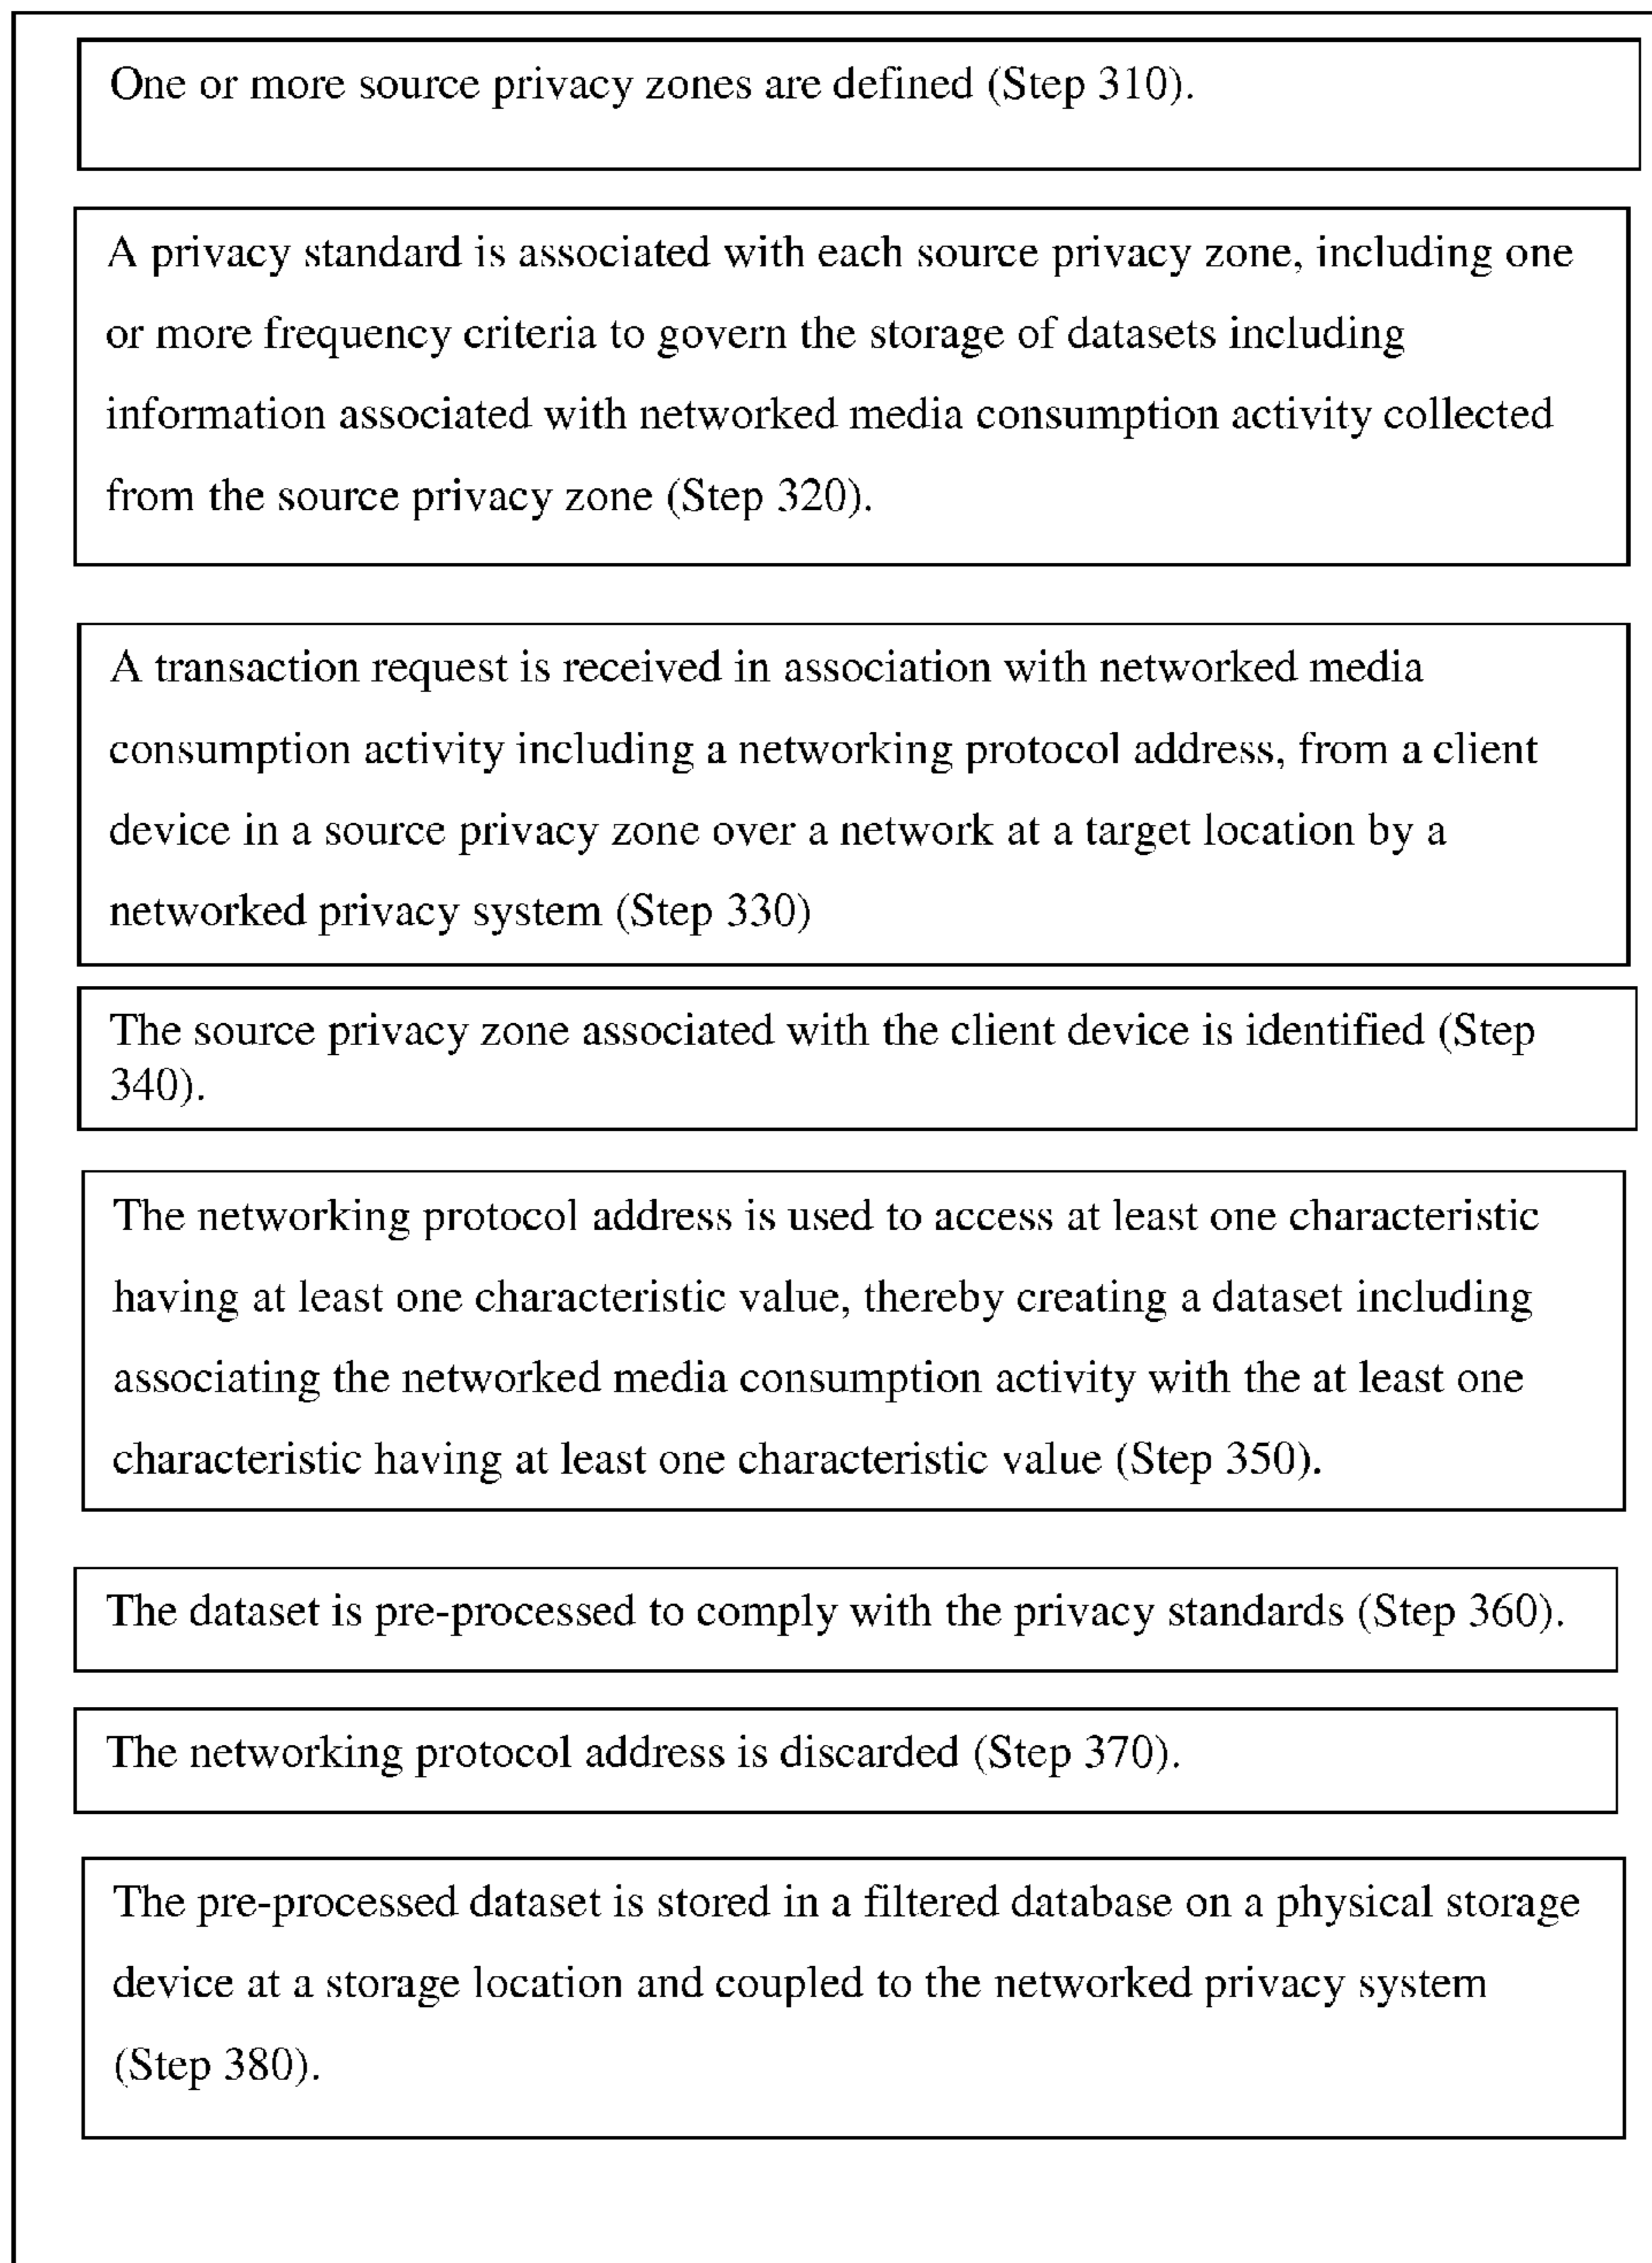 One or more source privacy zones are defined (Step 310).
A privacy standard is associated with each source privacy zone, including one
or more frequency criteria to govern the storage of datasets including
information associated with networked media consumption activity collected
from the source privacy zone (Step 320).
A transaction request is received in association with networked media
consumption activity including a networking protocol address, from a client
device in a source privacy zone over a network at a target location by a
networked privacy system (Step 330)
The source privacy zone associated with the client device is identified (Step
340).
The networking protocol address is used to access at least one characteristic
having at least one characteristic value, thereby creating a dataset including
associating the networked media consumption activity with the at least one
characteristic having at least one characteristic value (Step 350).
The dataset is pre-processed to comply with the privacy standards (Step 360).
The networking protocol address is discarded (Step 370).
The pre-processed dataset is stored in a filtered database on a physical storage
device at a storage location and coupled to the networked privacy system
(Step 380).